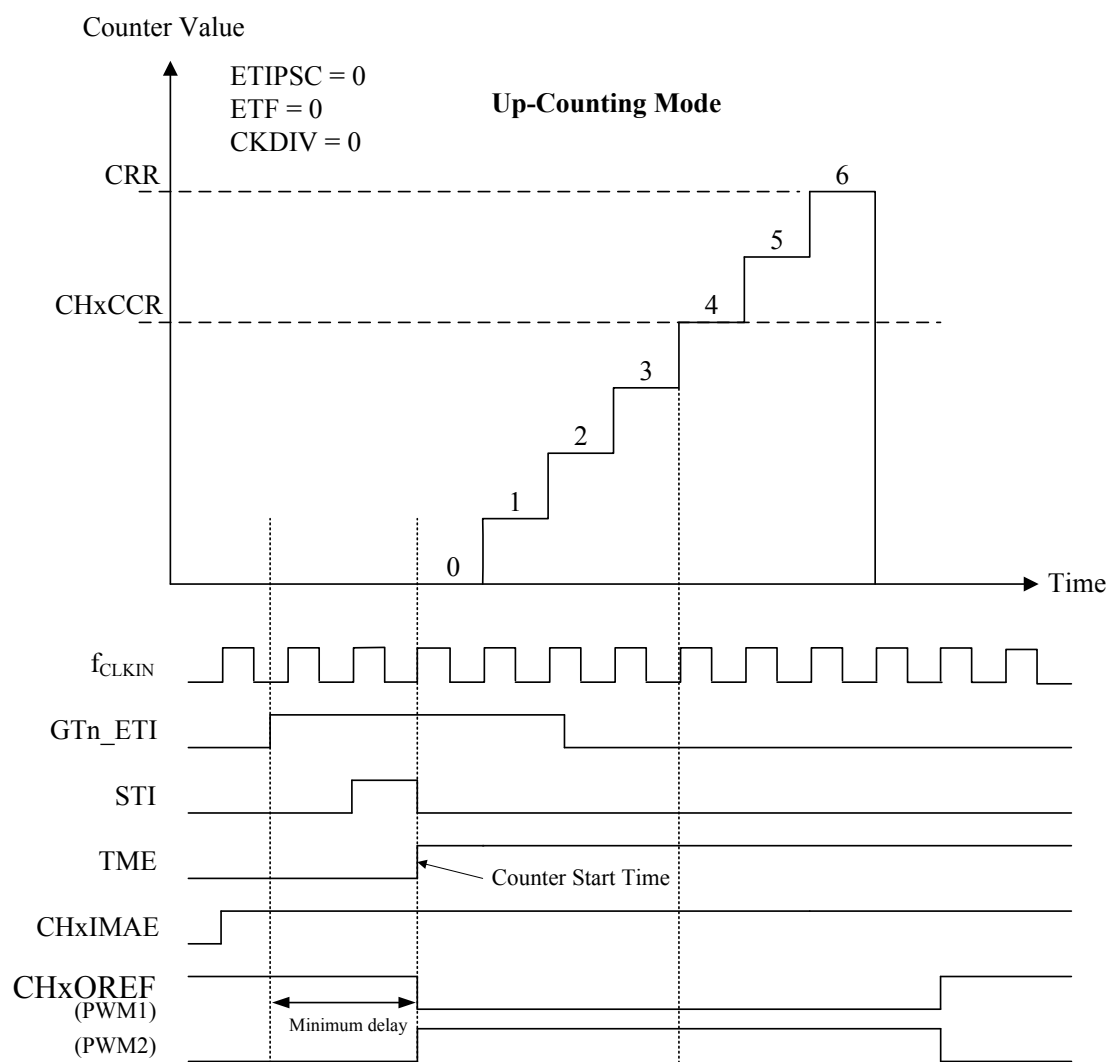 Counter Value
ETIPSC = 0
ETF = 0
CKDIV = 0
Up-Counting Mode
CRR
6
5
CHxCCR
4
3
2
1
0
Time
fCLKIN
GTn_ETI
STI
TME
Counter Start Time
CHxIMAE
CHxOREF
(PWM1)
Minimum delay
(PWM2)